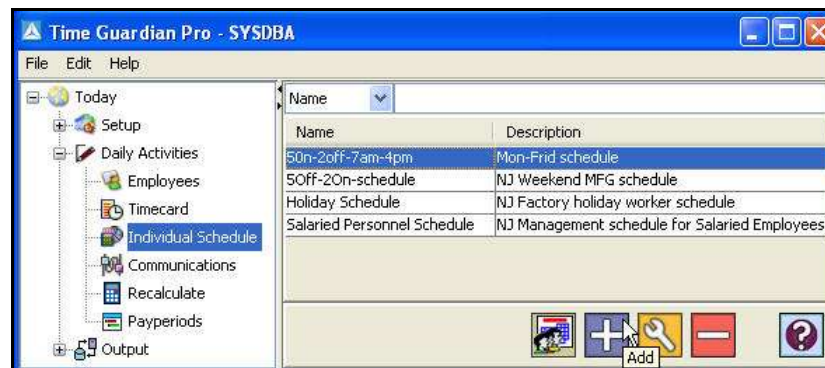 Time Guardian Pro - SYSDBA
File Edit Help
Today
Setup
Daily Activities
Employees
Timecard
Individual Schedule
Communications
Recalculate
Payperiods
Output
Name
Name Description
5On-2off-7am-4pm Mon-Frid schedule
5Off-2On-schedule NJ Weekend MFG schedule
Holiday Schedule NJ Factory holiday worker schedule
Salaried Personnel Schedule NJ Management schedule for Salaried Employees
Add